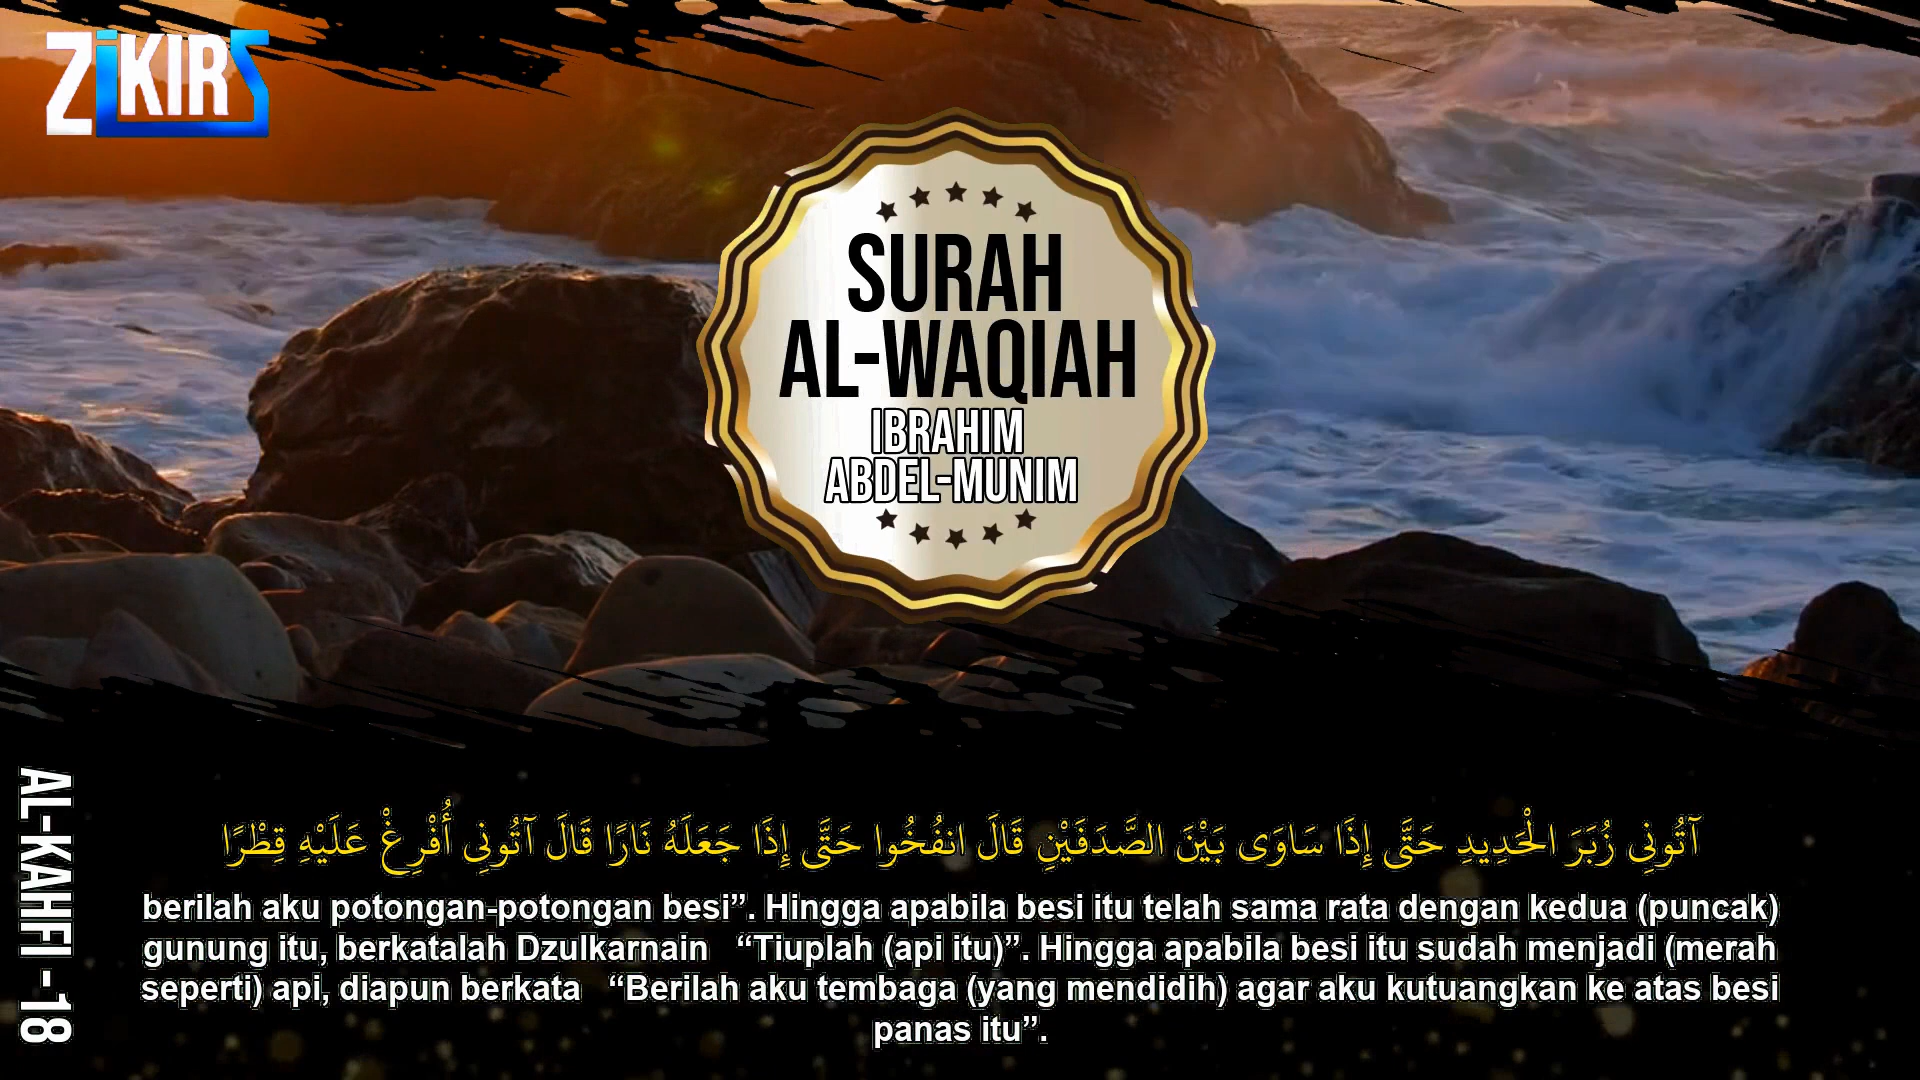 ZIKIRS
SURAH
AL-WAQIAH
IBRAHIM
ABDEL-MUNIM
AL-KAHFI - 18
آتُونِي زُبَرَ الْحَدِيدِ حَتَّى إِذَا سَاوَى بَيْنَ الصَّدَفَيْنِ قَالَ انفُخُوا حَتَّى إِذَا جَعَلَهُ نَارًا قَالَ آتُونِي أُفْرِغْ عَلَيْهِ قِطْرًا
berilah aku potongan-potongan besi”. Hingga apabila besi itu telah sama rata dengan kedua (puncak)
gunung itu, berkatalah Dzulkarnain “Tiuplah (api itu)”. Hingga apabila besi itu sudah menjadi (merah
seperti) api, diapun berkata “Berilah aku tembaga (yang mendidih) agar aku kutuangkan ke atas besi
panas itu”.